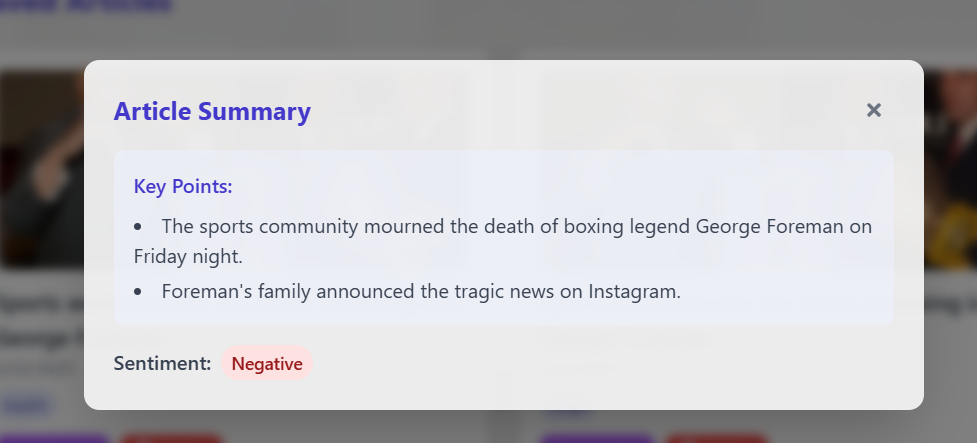 Article Summary
Key Points:
• The sports community mourned the death of boxing legend George Foreman on
Friday night.
• Foreman's family announced the tragic news on Instagram.
Sentiment: Negative